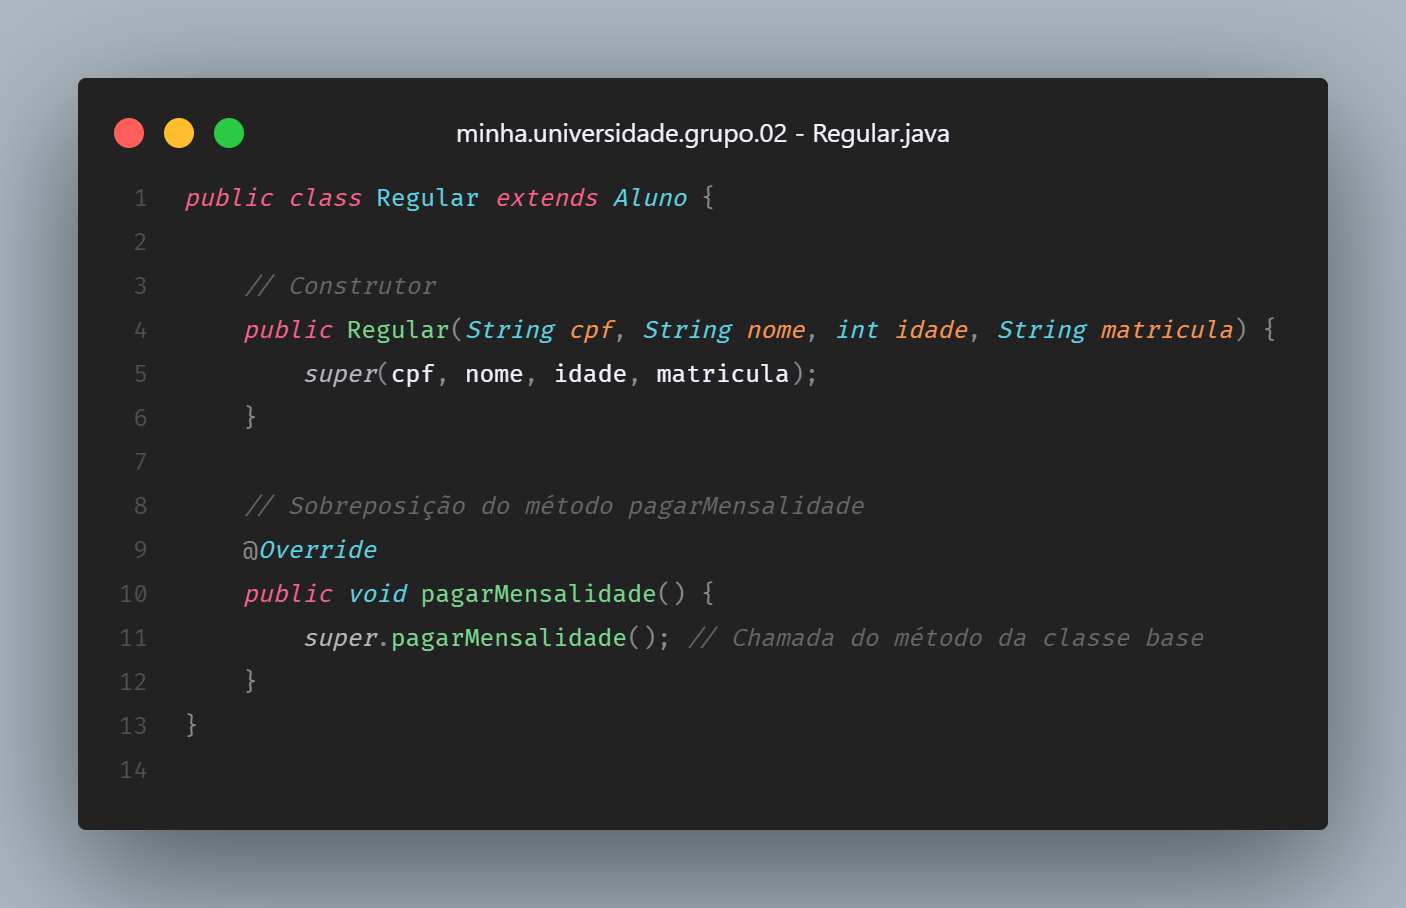 minha.universidade.grupo.02 - Regular.java
1 public class Regular extends Aluno {
2
3 // Construtor
4 public Regular(String cpf, String nome, int idade, String matricula) {
5 super(cpf, nome, idade, matricula);
6 }
7
8 // Sobreposição do método pagarMensalidade
9 @Override
10 public void pagarMensalidade() {
11 super.pagarMensalidade(); // Chamada do método da classe base
12 }
13 }
14